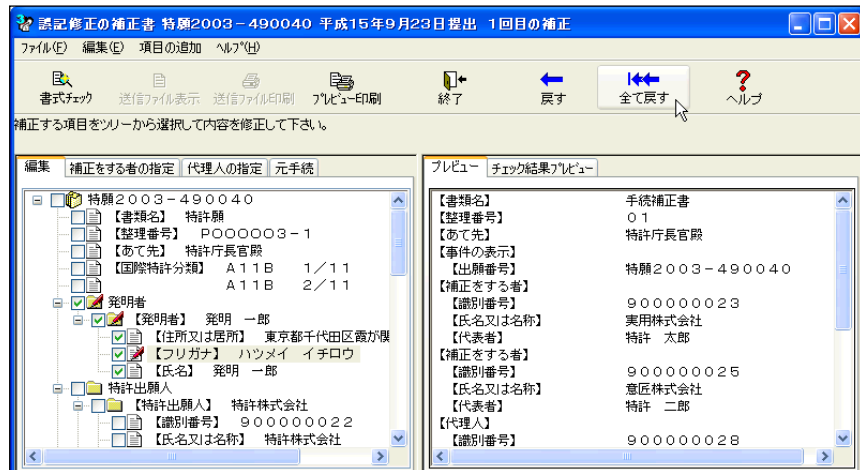 誤記修正の補正書 特願2003－490040 平成15年9月23日提出 1回目の補正
ファイル(F) 編集(E) 項目の追加 ヘルプ(H)
書式チェック 送信ファイル表示 送信ファイル印刷 プレビュー印刷 終了 戻す 全て戻す ヘルプ
補正する項目をツリーから選択して内容を修正して下さい。
編集 補正をする者の指定 代理人の指定 元手続
特願２００３－４９００４０
【書類名】 特許願
【整理番号】 Ｐ０００００３－１
【あて先】 特許庁長官殿
【国際特許分類】 Ａ１１Ｂ １／１１
Ａ１１Ｂ ２／１１
発明者
【発明者】 発明 一郎
【住所又は居所】 東京都千代田区霞が関
【フリガナ】 ハツメイ イチロウ
【氏名】 発明 一郎
特許出願人
【特許出願人】 特許株式会社
【識別番号】 ９０００００００２２
【氏名又は名称】 特許株式会社
プレビュー チェック結果プレビュー
【書類名】 手続補正書
【整理番号】 ０１
【あて先】 特許庁長官殿
【事件の表示】
【出願番号】 特願２００３－４９００４０
【補正をする者】
【識別番号】 ９００００００２３
【氏名又は名称】 実用株式会社
【代表者】 特許 太郎
【補正をする者】
【識別番号】 ９００００００２５
【氏名又は名称】 意匠株式会社
【代表者】 特許 二郎
【代理人】
【識別番号】 ９００００００２８